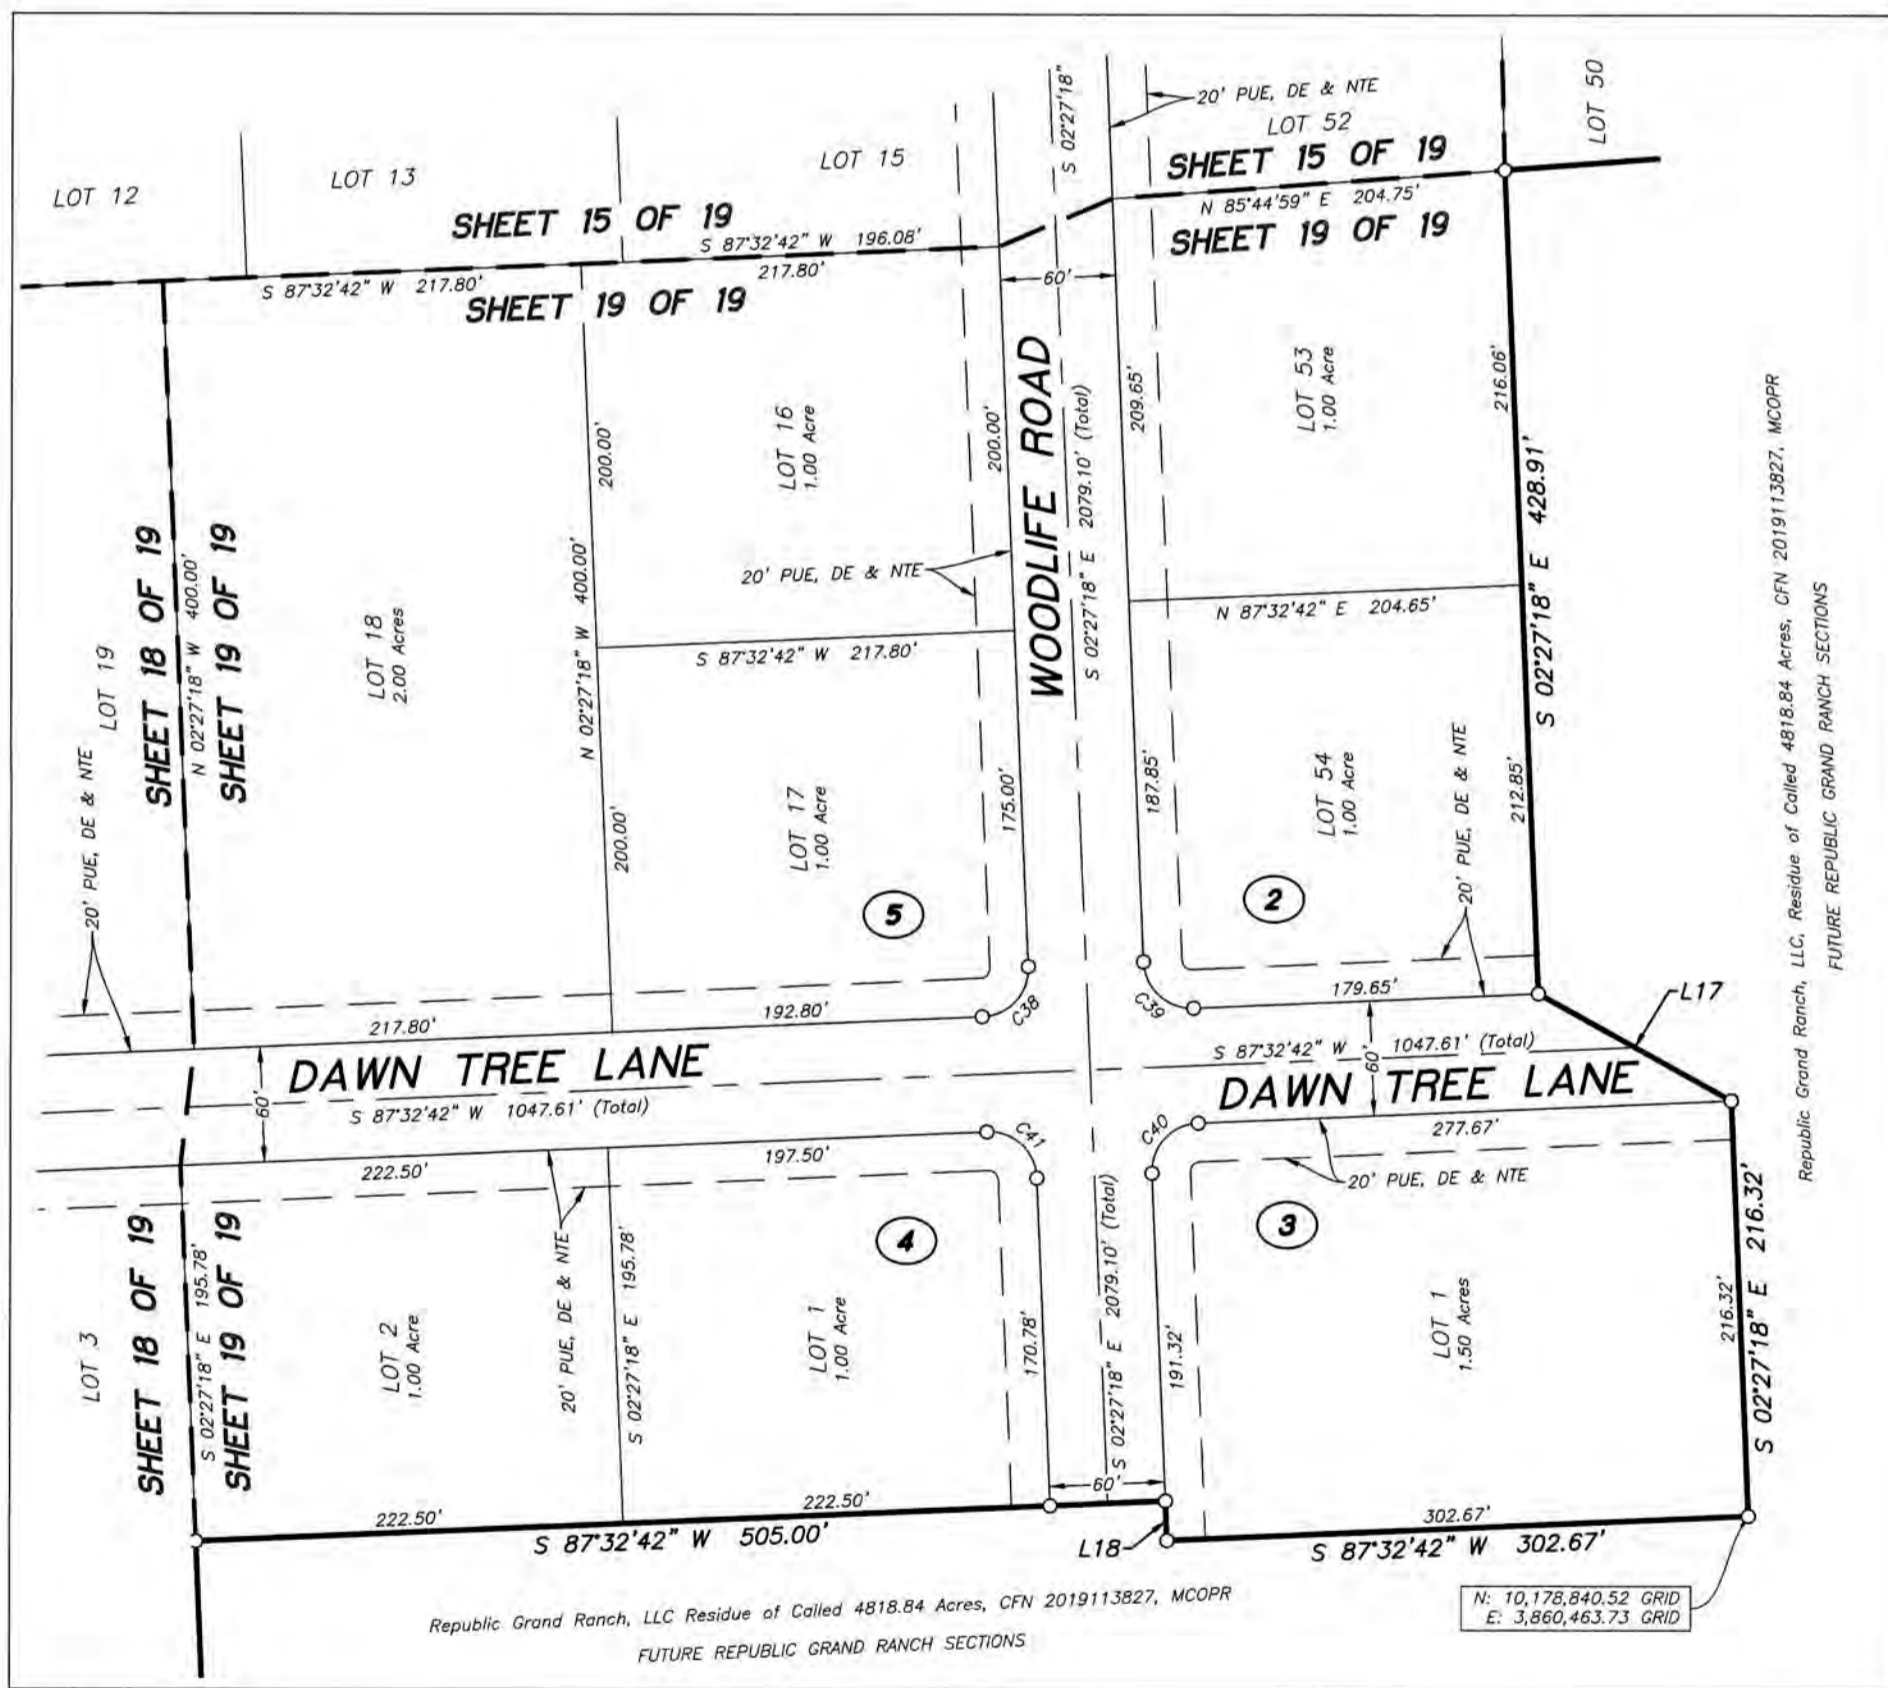 20' PUE, DE & NTE
LOT 50
LOT 52
LOT 12
LOT 13
LOT 15
S 02°27'18"
SHEET 15 OF 19
N 85°44'59" E 204.75'
SHEET 19 OF 19
SHEET 15 OF 19
S 87°32'42" W 196.08'
217.80'
S 87°32'42" W 217.80'
SHEET 19 OF 19
60'
WOODLIFE ROAD
S 02°27'18" E 2079.10' (Total)
LOT 53
1.00 Acre
209.65'
216.06'
S 02°27'18" E 428.91'
LOT 16
1.00 Acre
200.00'
200.00'
N 02°27'18" W 400.00'
20' PUE, DE & NTE
N 87°32'42" E 204.65'
S 87°32'42" W 217.80'
SHEET 18 OF 19
N 02°27'18" W 400.00'
SHEET 19 OF 19
LOT 19
20' PUE, DE & NTE
LOT 18
2.00 Acres
200.00'
LOT 17
1.00 Acre
175.00'
187.85'
LOT 54
1.00 Acre
20' PUE, DE & NTE
212.85'
5
2
217.80'
192.80'
C38
C39
179.65'
L17
DAWN TREE LANE
S 87°32'42" W 1047.61' (Total)
60'
S 87°32'42" W 1047.61' (Total)
60'
DAWN TREE LANE
222.50'
197.50'
C41
C40
277.67'
20' PUE, DE & NTE
20' PUE, DE & NTE
4
3
LOT 3
SHEET 18 OF 19
S 02°27'18" E 195.78'
SHEET 19 OF 19
LOT 2
1.00 Acre
S 02°27'18" E 195.78'
LOT 1
1.00 Acre
170.78'
S 02°27'18" E 2079.10' (Total)
191.32'
LOT 1
1.50 Acres
216.32'
S 02°27'18" E 216.32'
60'
222.50'
222.50'
S 87°32'42" W 505.00'
L18
302.67'
S 87°32'42" W 302.67'
Republic Grand Ranch, LLC, Residue of Called 4818.84 Acres, CFN 2019113827, MCOPR
FUTURE REPUBLIC GRAND RANCH SECTIONS
Republic Grand Ranch, LLC Residue of Called 4818.84 Acres, CFN 2019113827, MCOPR
FUTURE REPUBLIC GRAND RANCH SECTIONS
N: 10,178,840.52 GRID
E: 3,860,463.73 GRID